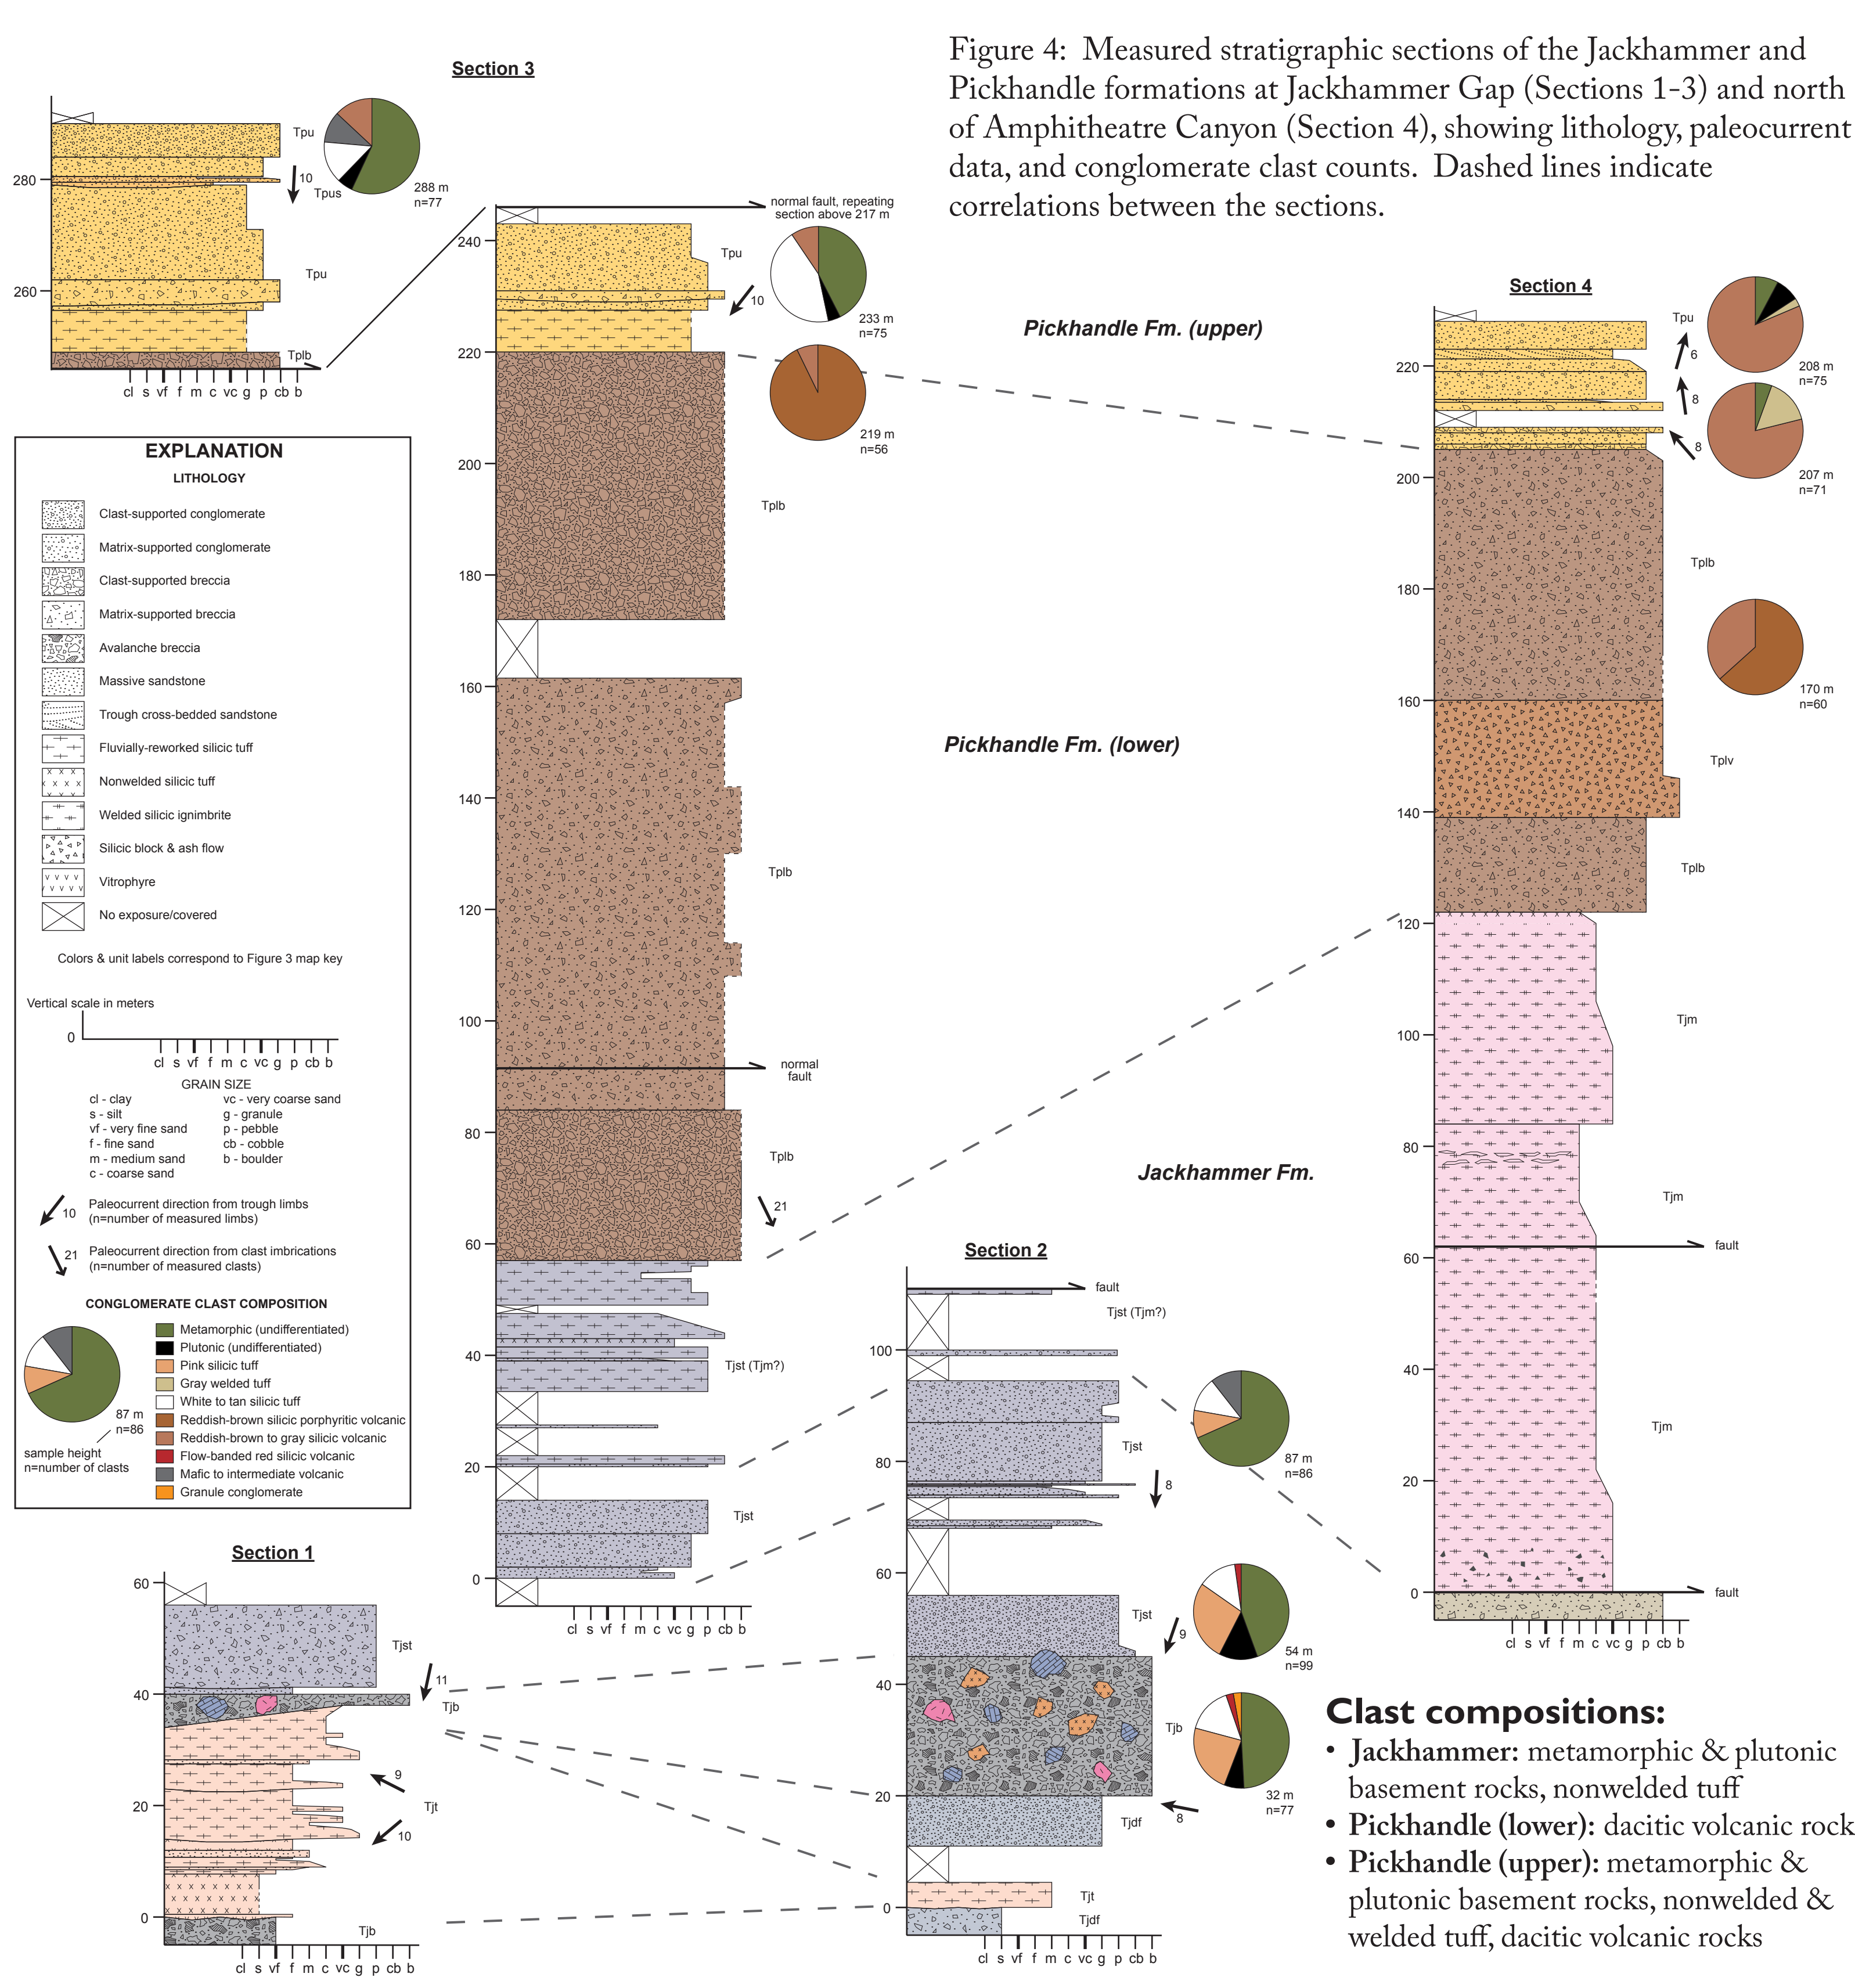 Figure 4: Measured stratigraphic sections of the Jackhammer and
Pickhandle formations at Jackhammer Gap (Sections 1-3) and north
of Amphitheatre Canyon (Section 4), showing lithology, paleocurrent
data, and conglomerate clast counts. Dashed lines indicate
correlations between the sections.
Section 3
280
260
Tpu
10
Tpus
Tpu
Tplb
288 m
n=77
cl s vf f m c vc g p cb b
normal fault, repeating
section above 217 m
240
220
200
180
160
140
120
100
80
60
40
20
0
Tpu
10
233 m
n=75
219 m
n=56
Tplb
Tplb
normal
fault
Tplb
21
Tjst (Tjm?)
Tjst
cl s vf f m c vc g p cb b
Pickhandle Fm. (upper)
Pickhandle Fm. (lower)
Jackhammer Fm.
Section 4
220
200
180
160
140
120
100
80
60
40
20
0
Tpu
6
8
8
208 m
n=75
207 m
n=71
Tplb
170 m
n=60
Tplv
Tplb
Tjm
Tjm
fault
Tjm
fault
cl s vf f m c vc g p cb b
EXPLANATION
LITHOLOGY
Clast-supported conglomerate
Matrix-supported conglomerate
Clast-supported breccia
Matrix-supported breccia
Avalanche breccia
Massive sandstone
Trough cross-bedded sandstone
Fluvially-reworked silicic tuff
Nonwelded silicic tuff
Welded silicic ignimbrite
Silicic block & ash flow
Vitrophyre
No exposure/covered
Colors & unit labels correspond to Figure 3 map key
Vertical scale in meters
0
cl s vf f m c vc g p cb b
GRAIN SIZE
cl - clay
s - silt
vf - very fine sand
f - fine sand
m - medium sand
c - coarse sand
vc - very coarse sand
g - granule
p - pebble
cb - cobble
b - boulder
10
Paleocurrent direction from trough limbs
(n=number of measured limbs)
21
Paleocurrent direction from clast imbrications
(n=number of measured clasts)
CONGLOMERATE CLAST COMPOSITION
87 m
n=86
sample height
n=number of clasts
Metamorphic (undifferentiated)
Plutonic (undifferentiated)
Pink silicic tuff
Gray welded tuff
White to tan silicic tuff
Reddish-brown silicic porphyritic volcanic
Reddish-brown to gray silicic volcanic
Flow-banded red silicic volcanic
Mafic to intermediate volcanic
Granule conglomerate
Section 1
60
40
20
0
Tjst
11
Tjb
9
Tjt
10
Tjb
cl s vf f m c vc g p cb b
Section 2
100
80
60
40
20
0
fault
Tjst (Tjm?)
Tjst
8
87 m
n=86
Tjst
9
54 m
n=99
Tjb
32 m
n=77
8
Tjdf
Tjt
Tjdf
cl s vf f m c vc g p cb b
Clast compositions:
• Jackhammer: metamorphic & plutonic
basement rocks, nonwelded tuff
• Pickhandle (lower): dacitic volcanic rock
• Pickhandle (upper): metamorphic &
plutonic basement rocks, nonwelded &
welded tuff, dacitic volcanic rocks